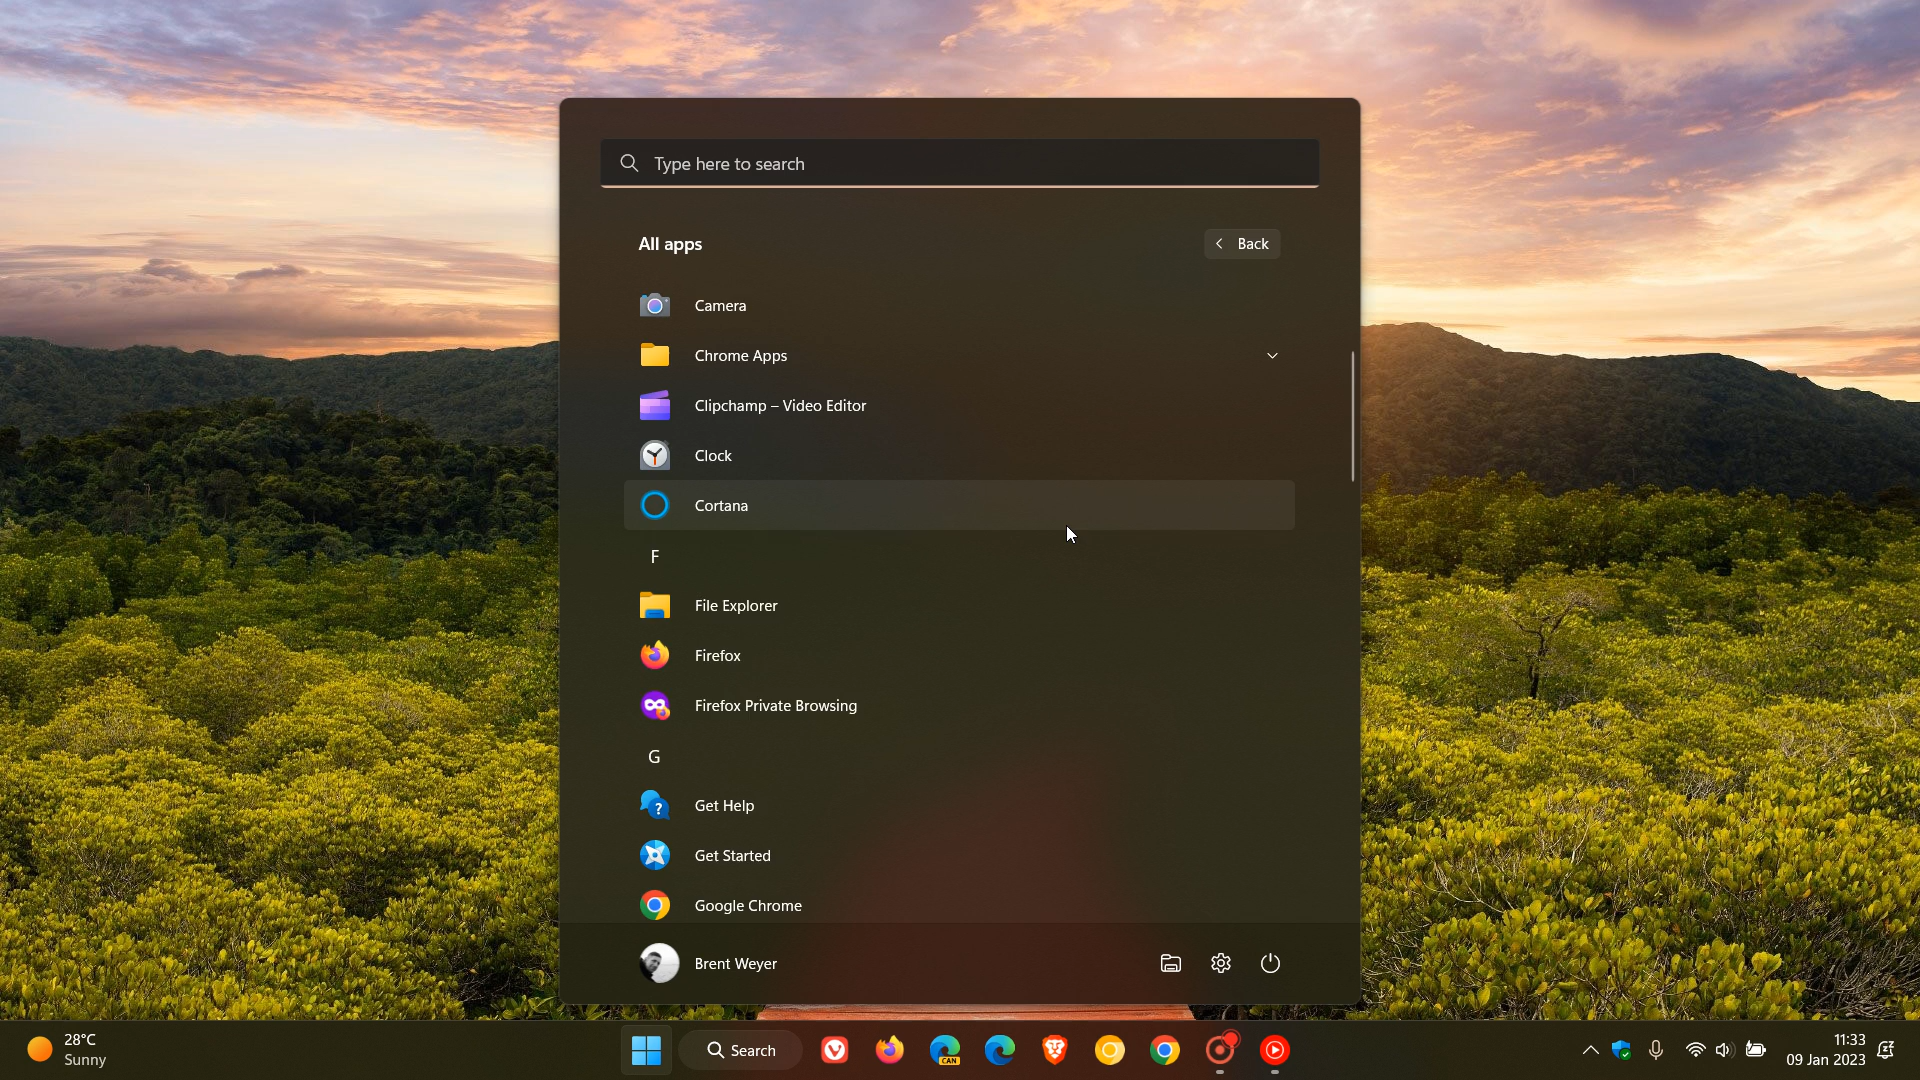 Type here to search
All apps
Back
Camera
Chrome Apps
Clipchamp – Video Editor
Clock
Cortana
F
File Explorer
Firefox
Firefox Private Browsing
G
Get Help
Get Started
Google Chrome
Brent Weyer
28°C
Sunny
Search
CAN
11:33
09 Jan 2023